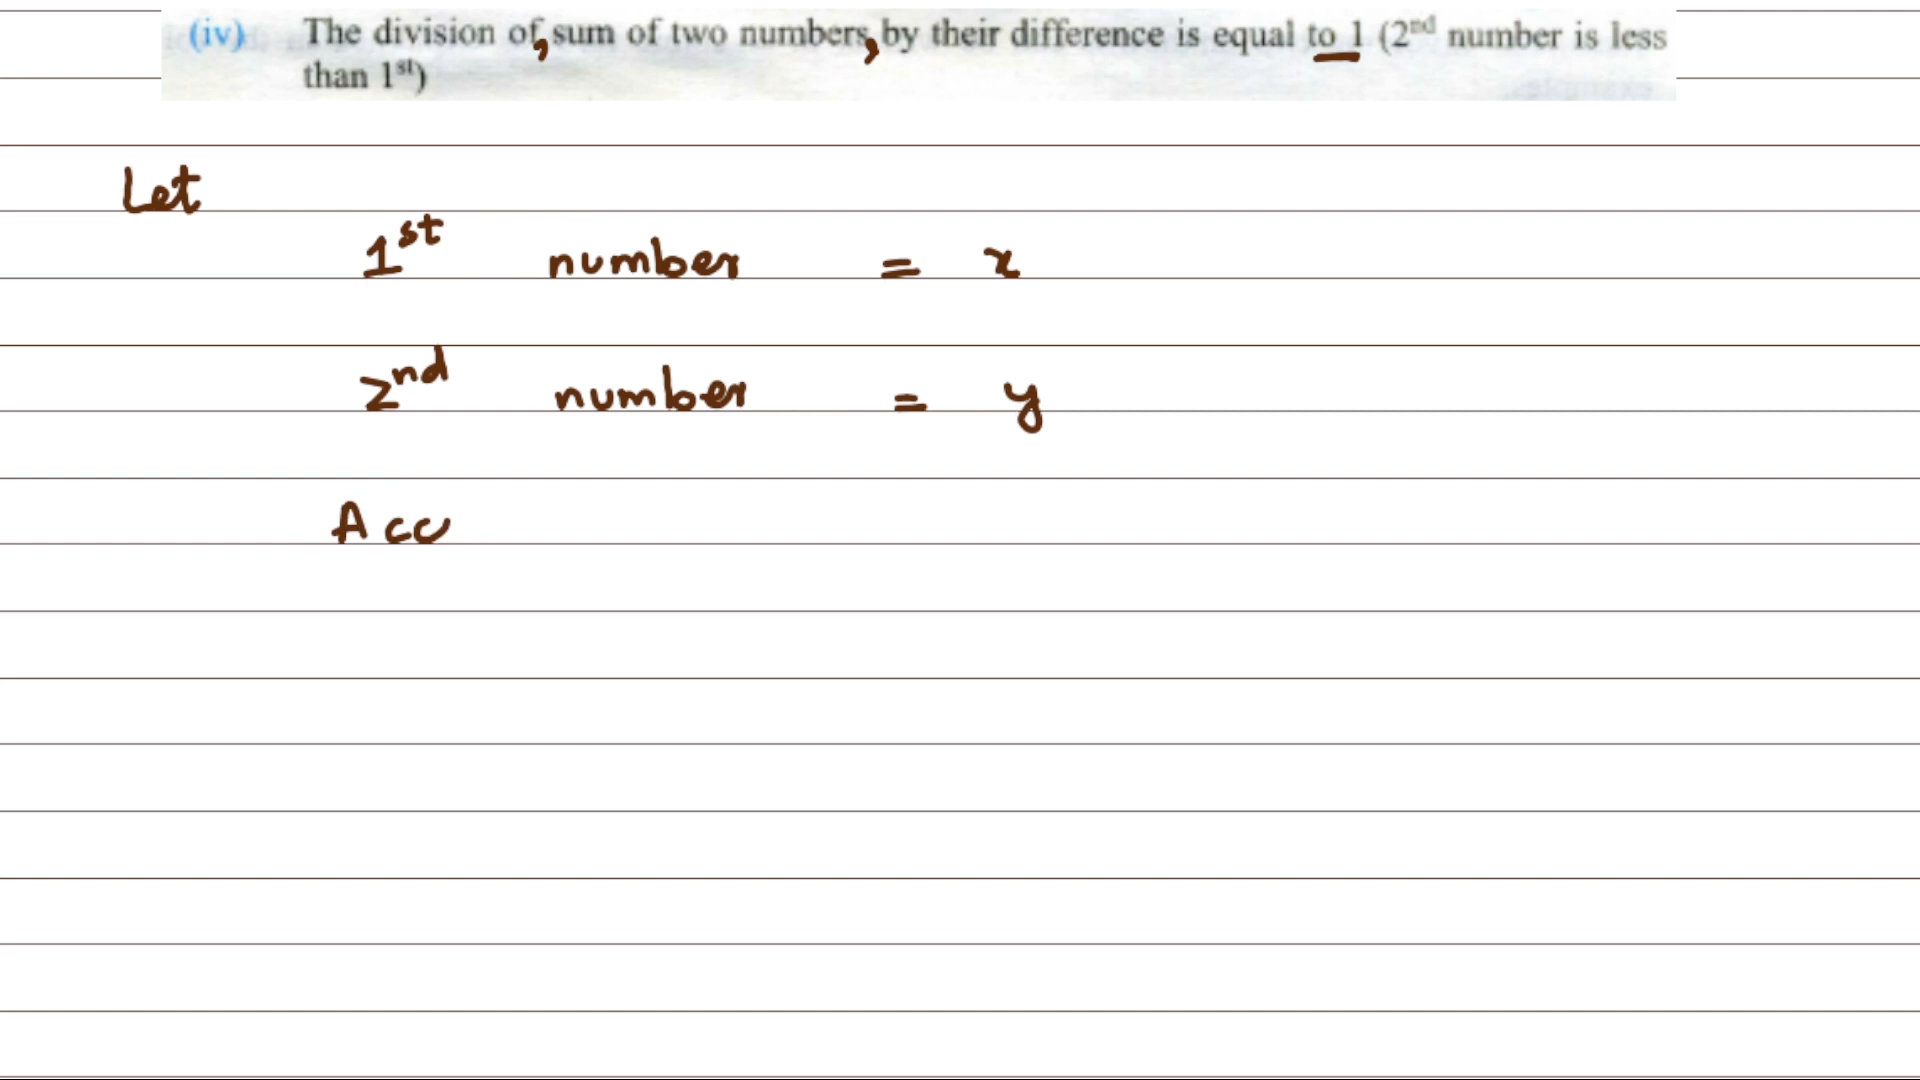 (iv) The division of, sum of two numbers, by their difference is equal to 1 (2nd number is less
than 1st)
Let
1st number = x
2nd number = y
Acc